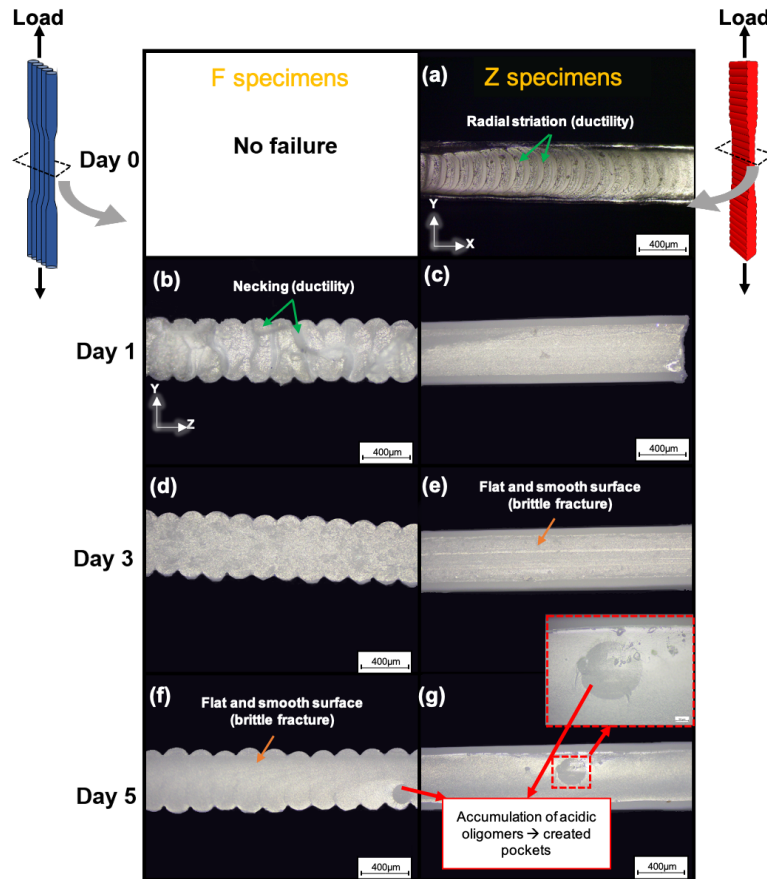 Load
Load
F specimens
(a)
Z specimens
No failure
Radial striation (ductility)
Day 0
Y
X
400µm
(b)
Necking (ductility)
(c)
Day 1
Y
Z
400µm
400µm
(d)
(e)
Flat and smooth surface
(brittle fracture)
Day 3
400µm
400µm
(f)
Flat and smooth surface
(brittle fracture)
(g)
Day 5
Accumulation of acidic
oligomers → created
pockets
400µm
400µm